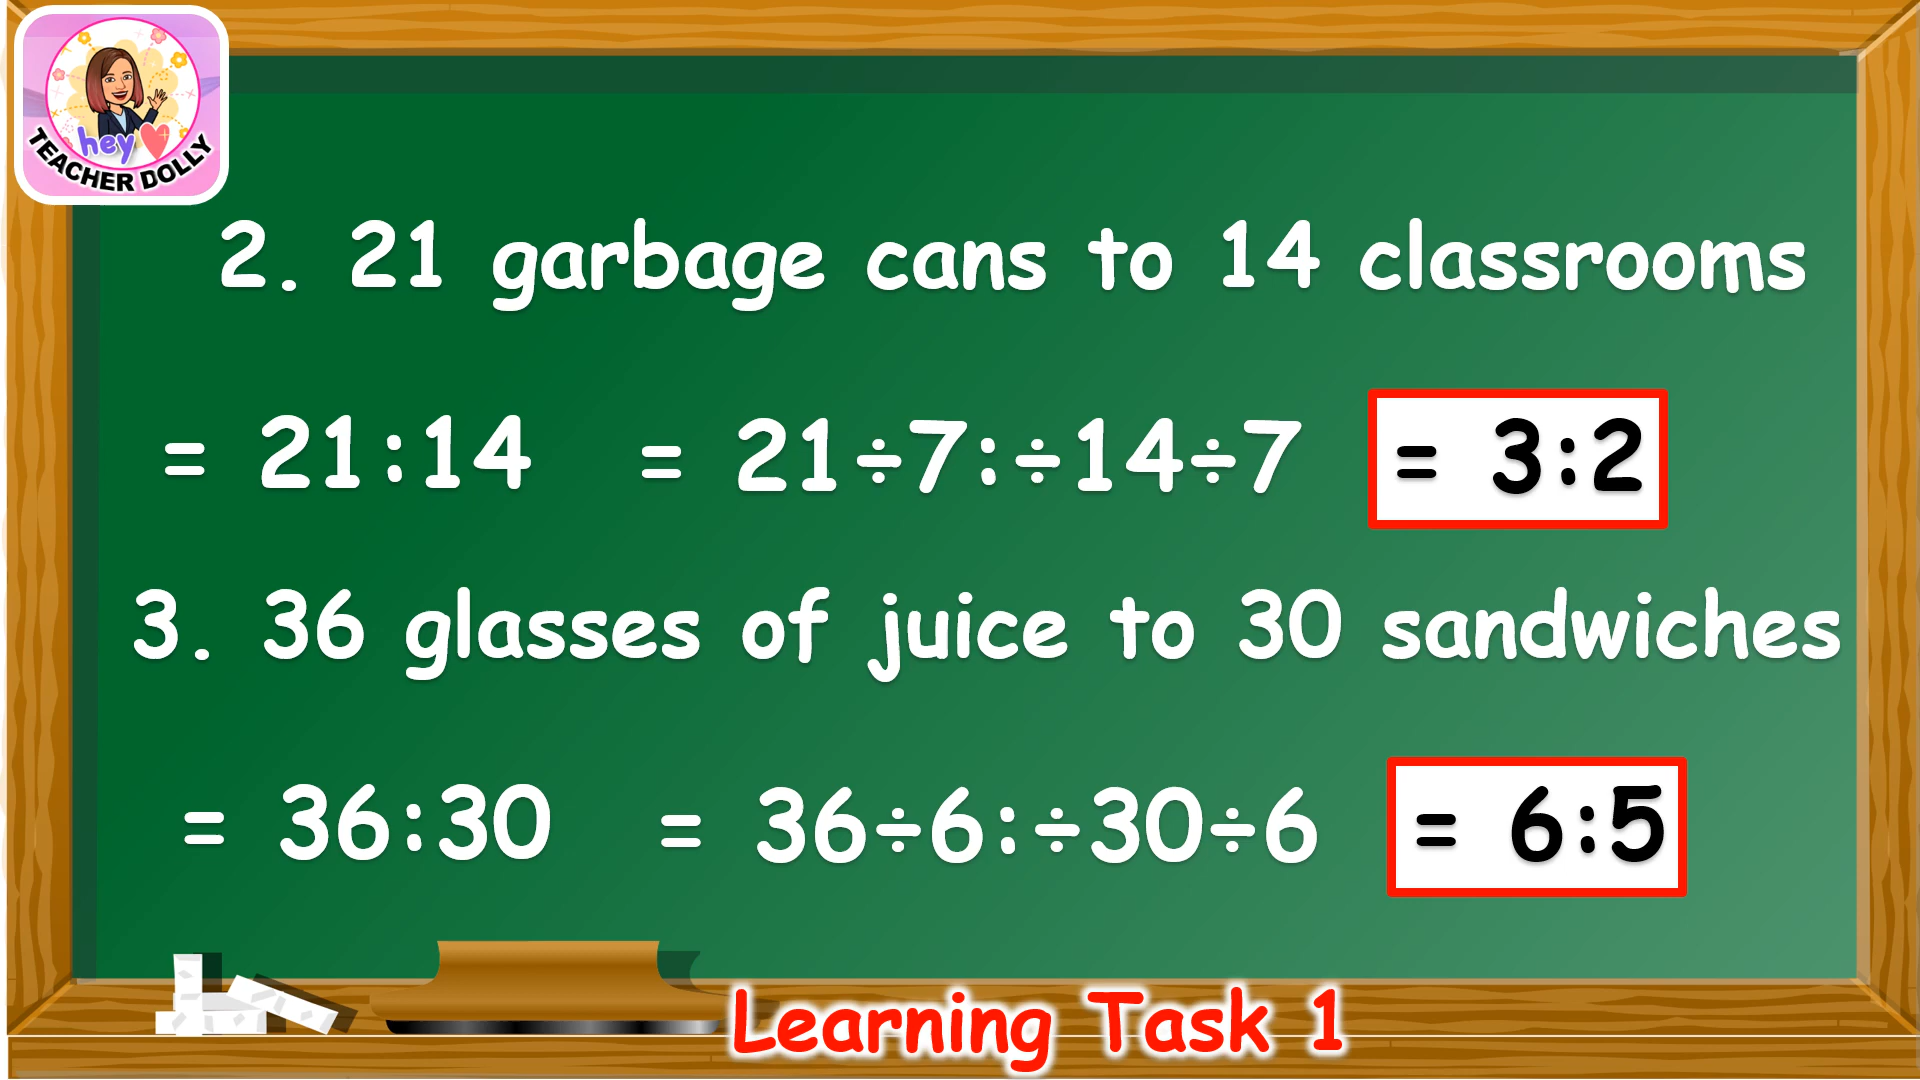 hey
TEACHER DOLLY
2. 21 garbage cans to 14 classrooms
= 21:14 = 21÷7:÷14÷7 = 3:2
3. 36 glasses of juice to 30 sandwiches
= 36:30 = 36÷6:÷30÷6 = 6:5
Learning Task 1